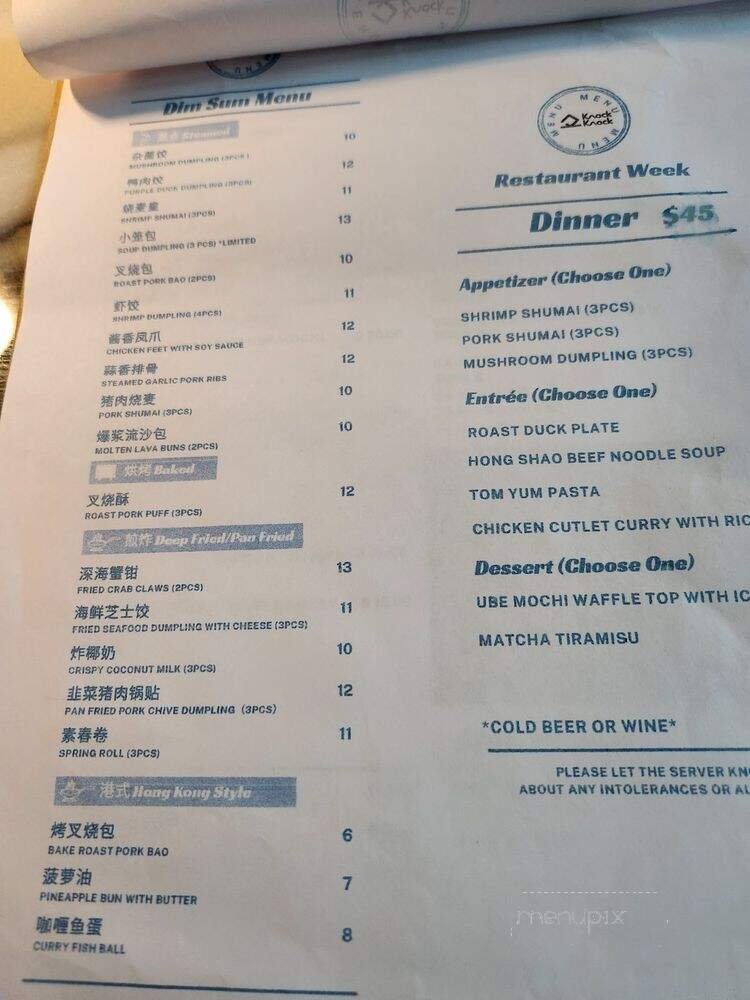 Knock
MENU
Dim Sum Menu
蒸点 Steamed
杂菌饺 10
MUSHROOM DUMPLING (3PCS)
鸭肉饺 12
PURPLE DUCK DUMPLING (3PCS)
烧麦皇 11
SHRIMP SHUMAI (3PCS)
小笼包 13
SOUP DUMPLING (3 PCS) *LIMITED
叉烧包 10
ROAST PORK BAO (2PCS)
虾饺 11
SHRIMP DUMPLING (4PCS)
酱香凤爪 12
CHICKEN FEET WITH SOY SAUCE
蒜香排骨 12
STEAMED GARLIC PORK RIBS
猪肉烧麦 10
PORK SHUMAI (3PCS)
爆浆流沙包 10
MOLTEN LAVA BUNS (2PCS)
烘烤 Baked
叉烧酥 12
ROAST PORK PUFF (3PCS)
煎炸 Deep Fried/Pan Fried
深海蟹钳 13
FRIED CRAB CLAWS (2PCS)
海鲜芝士饺 11
FRIED SEAFOOD DUMPLING WITH CHEESE (3PCS)
炸椰奶 10
CRISPY COCONUT MILK (3PCS)
韭菜猪肉锅贴 12
PAN FRIED PORK CHIVE DUMPLING (3PCS)
素春卷 11
SPRING ROLL (3PCS)
港式 Hong Kong Style
烤叉烧包 6
BAKE ROAST PORK BAO
菠萝油 7
PINEAPPLE BUN WITH BUTTER
咖喱鱼蛋 8
CURRY FISH BALL
MENU MENU MENU
Knock
Knock
Restaurant Week
Dinner $45
Appetizer (Choose One)
SHRIMP SHUMAI (3PCS)
PORK SHUMAI (3PCS)
MUSHROOM DUMPLING (3PCS)
Entrée (Choose One)
ROAST DUCK PLATE
HONG SHAO BEEF NOODLE SOUP
TOM YUM PASTA
CHICKEN CUTLET CURRY WITH RIC
Dessert (Choose One)
UBE MOCHI WAFFLE TOP WITH IC
MATCHA TIRAMISU
*COLD BEER OR WINE*
PLEASE LET THE SERVER KN
ABOUT ANY INTOLERANCES OR AL
menupix